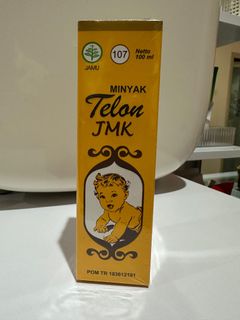 JAMU
107
Netto
100 ml
MINYAK
Telon
JMK
POM TR 183612181